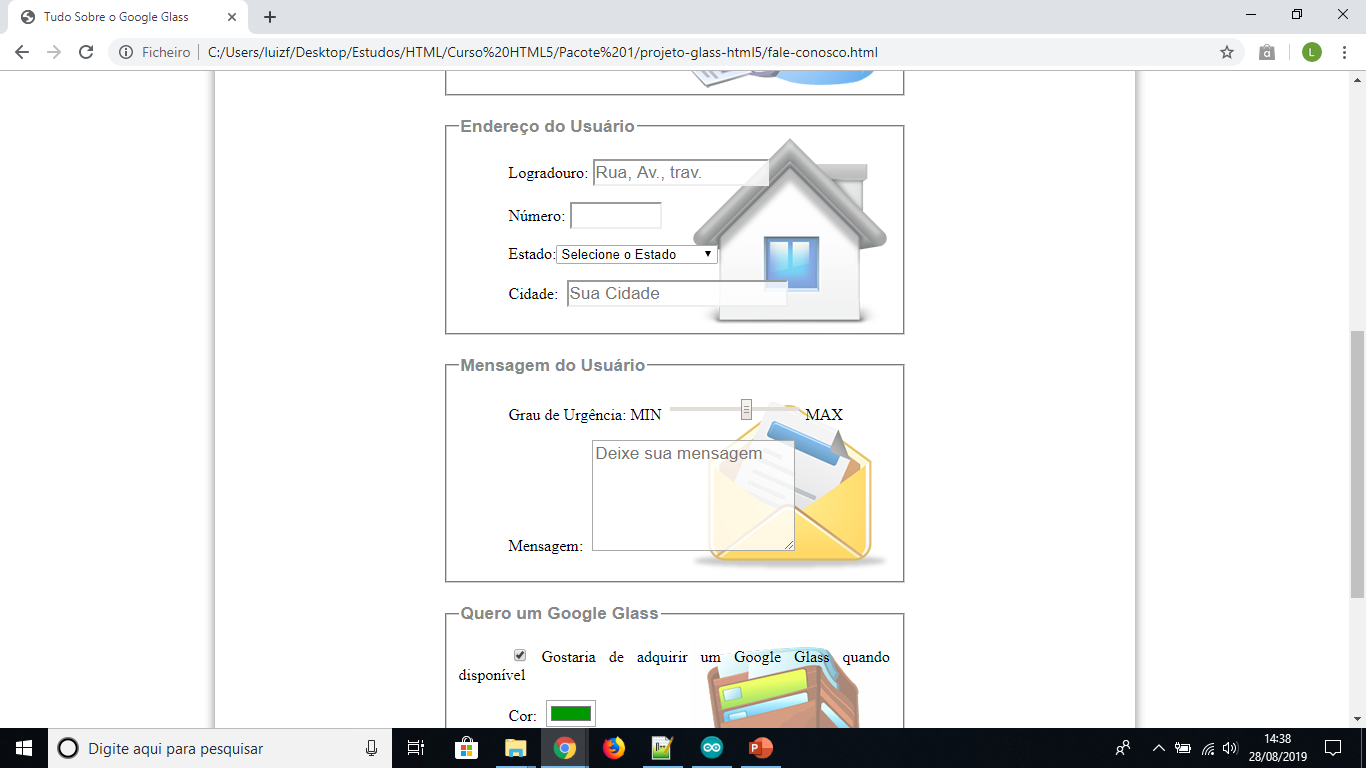 Tudo Sobre o Google Glass
Ficheiro
C:/Users/luizf/Desktop/Estudos/HTML/Curso%20HTML5/Pacote%201/projeto-glass-html5/fale-conosco.html
L
Endereço do Usuário
Logradouro: Rua, Av., trav.
Número:
Estado: Selecione o Estado
Cidade: Sua Cidade
Mensagem do Usuário
Grau de Urgência: MIN MAX
Deixe sua mensagem
Mensagem:
Quero um Google Glass
Gostaria de adquirir um Google Glass quando
disponível
Cor:
Digite aqui para pesquisar
14:38
28/08/2019